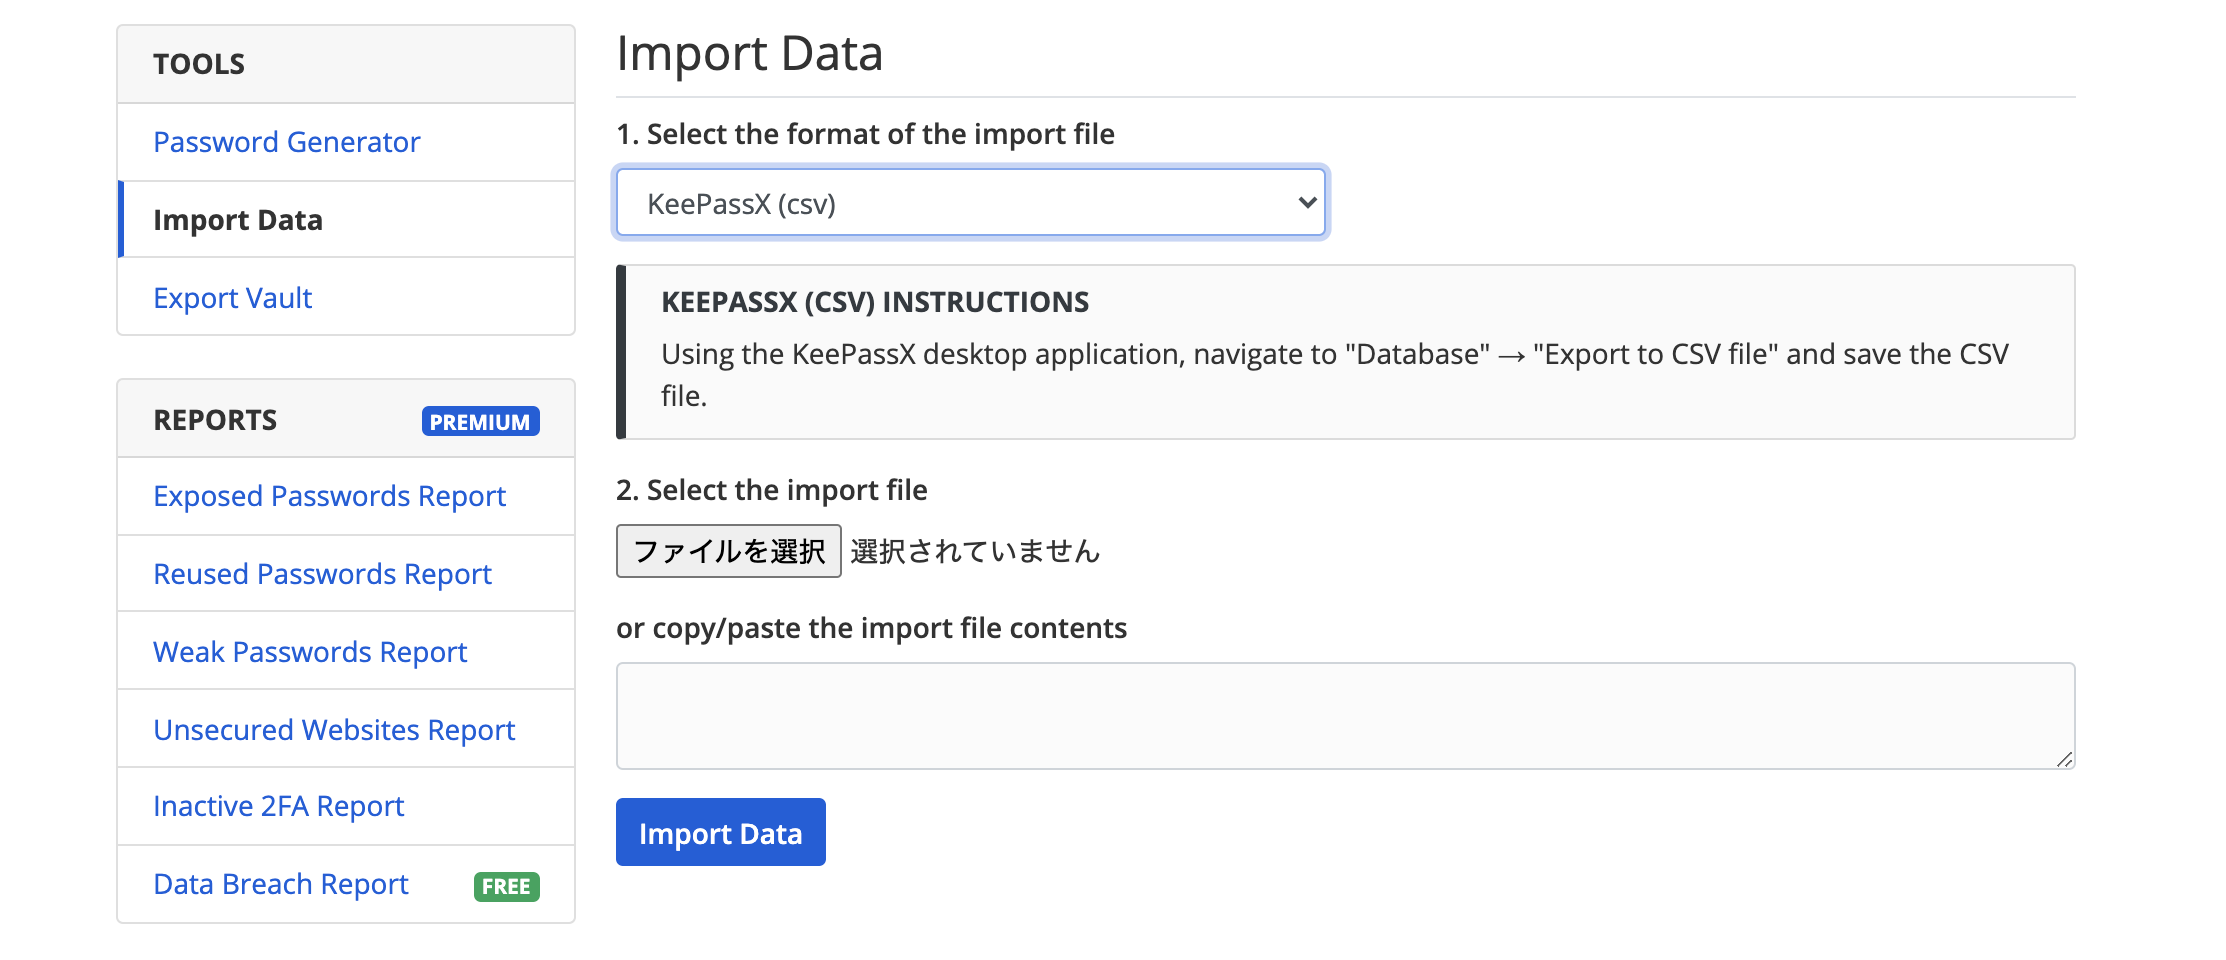 TOOLS
Password Generator
Import Data
Export Vault
REPORTS PREMIUM
Exposed Passwords Report
Reused Passwords Report
Weak Passwords Report
Unsecured Websites Report
Inactive 2FA Report
Data Breach Report FREE
Import Data
1. Select the format of the import file
KeePassX (csv)
KEEPASSX (CSV) INSTRUCTIONS
Using the KeePassX desktop application, navigate to "Database" → "Export to CSV file" and save the CSV
file.
2. Select the import file
ファイルを選択 選択されていません
or copy/paste the import file contents
Import Data